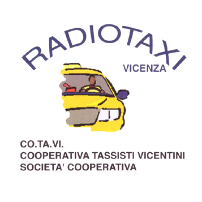 RADIOTAXI
VICENZA
CO.TA.VI.
COOPERATIVA TASSISTI VICENTINI
SOCIETA' COOPERATIVA